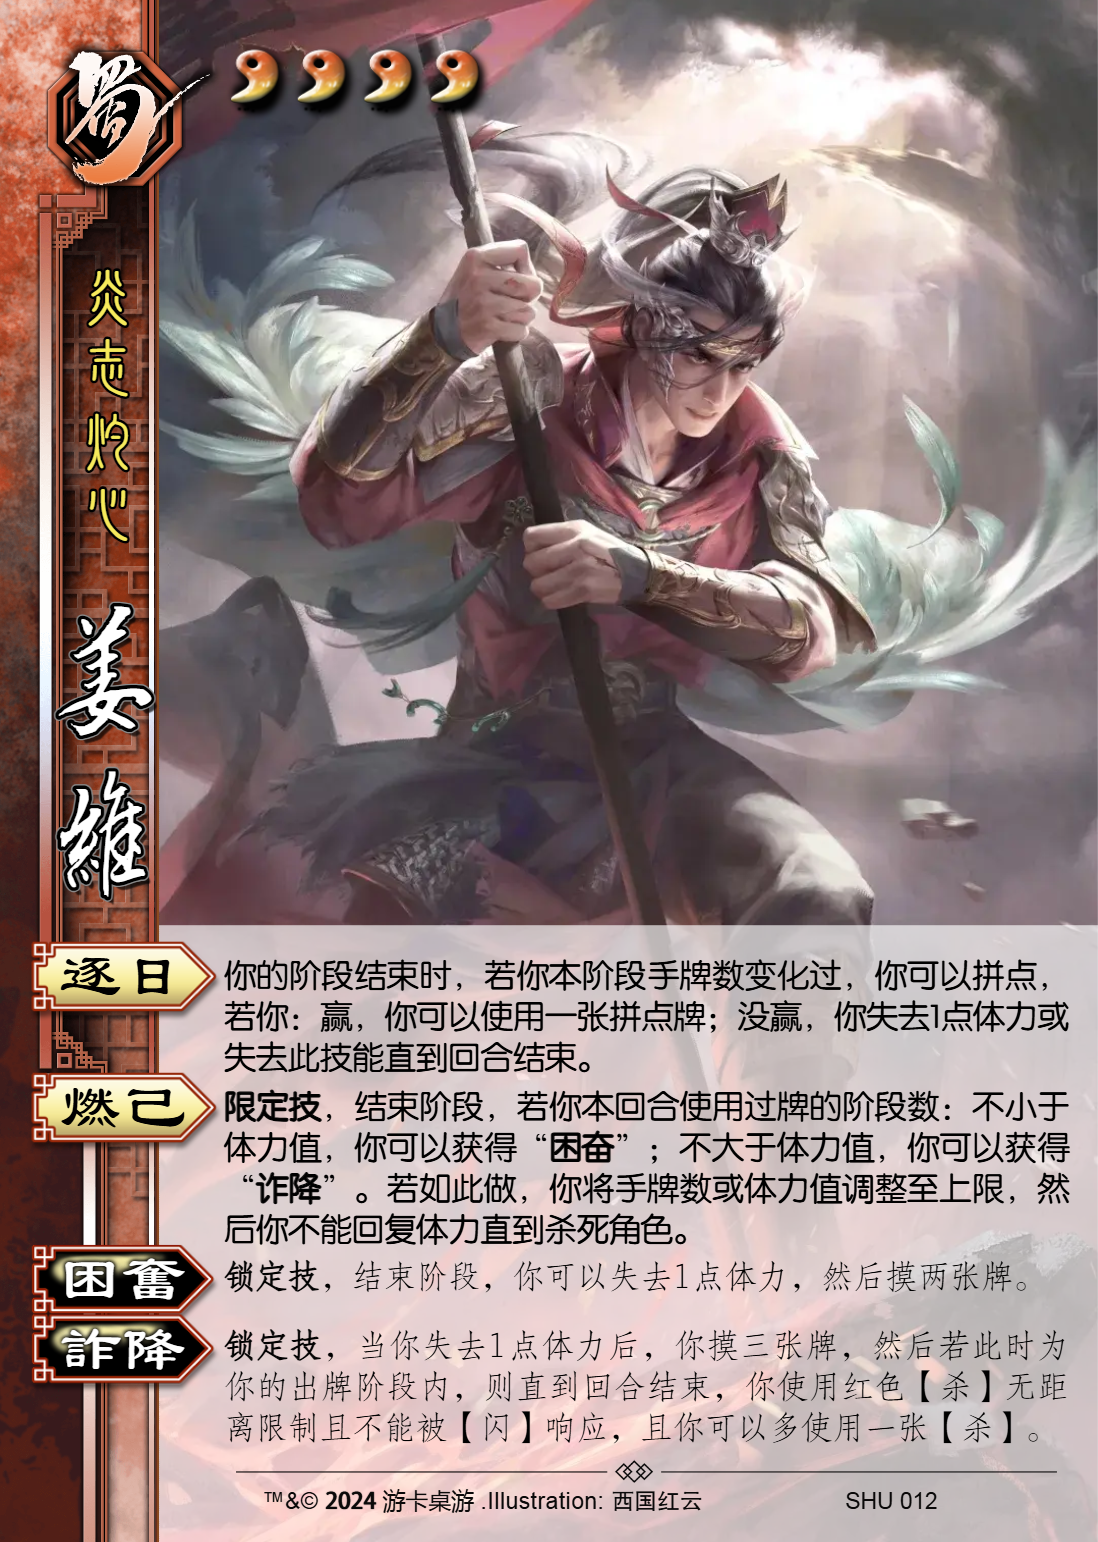 蜀
炎志灼心
姜維
逐日
你的阶段结束时，若你本阶段手牌数变化过，你可以拼点，
若你：赢，你可以使用一张拼点牌；没赢，你失去1点体力或
失去此技能直到回合结束。
燃己
限定技，结束阶段，若你本回合使用过牌的阶段数：不小于
体力值，你可以获得“困奋”；不大于体力值，你可以获得
“诈降”。若如此做，你将手牌数或体力值调整至上限，然
后你不能回复体力直到杀死角色。
困奮
锁定技，结束阶段，你可以失去1点体力，然后摸两张牌。
詐降
锁定技，当你失去1点体力后，你摸三张牌，然后若此时为
你的出牌阶段内，则直到回合结束，你使用红色【杀】无距
离限制且不能被【闪】响应，且你可以多使用一张【杀】。
™&© 2024 游卡桌游 .Illustration: 西国红云 SHU 012